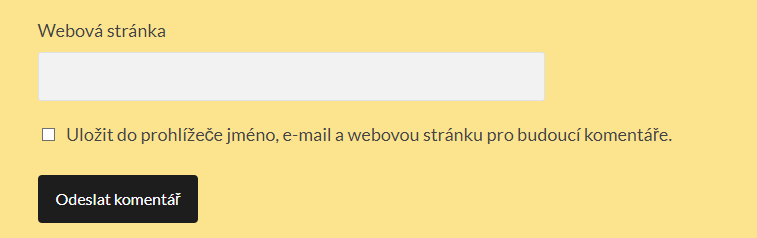 Webová stránka
Uložit do prohlížeče jméno, e-mail a webovou stránku pro budoucí komentáře.
Odeslat komentář